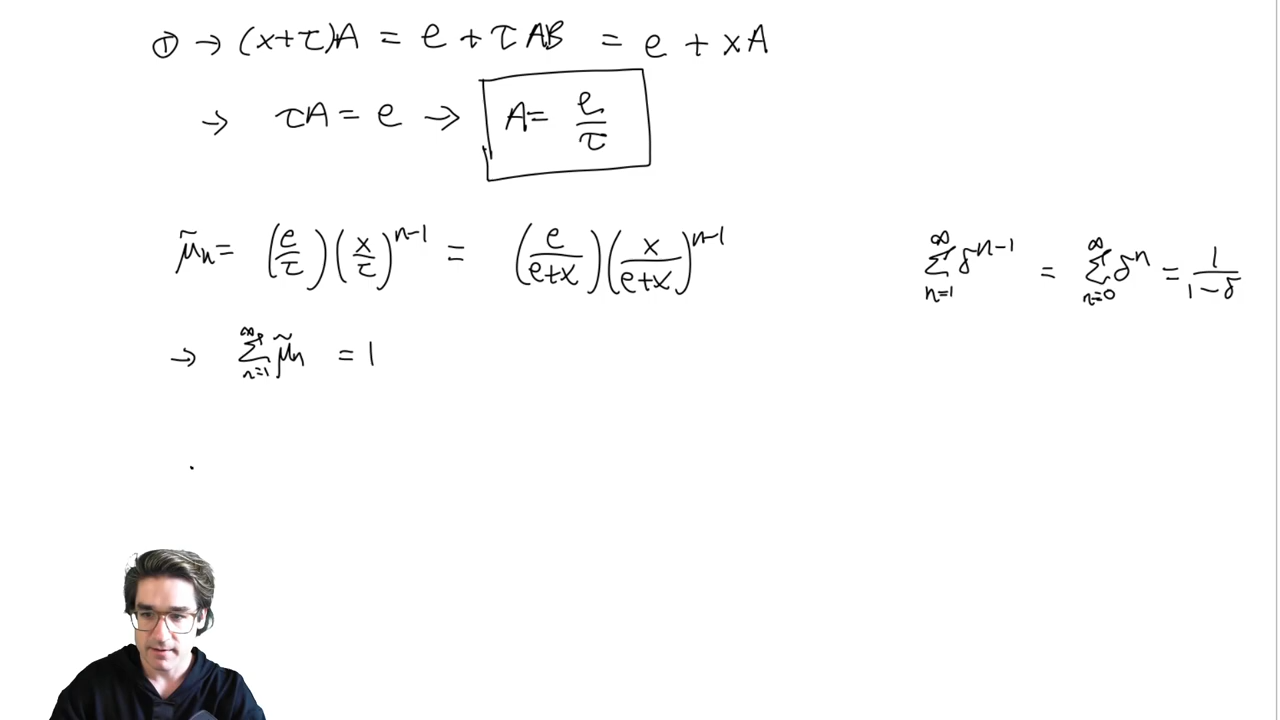 ① → (x+τ)A = e + τAB = e + xA
→ τA = e → A = e/τ
μ̃ₙ = (e/τ)(x/τ)ⁿ⁻¹ = (e/(e+x))(x/(e+x))ⁿ⁻¹
∑ₙ₌₁^∞ δⁿ⁻¹ = ∑ₙ₌₀^∞ δⁿ = 1/(1−δ)
→ ∑ₙ₌₁^∞ μ̃ₙ = 1